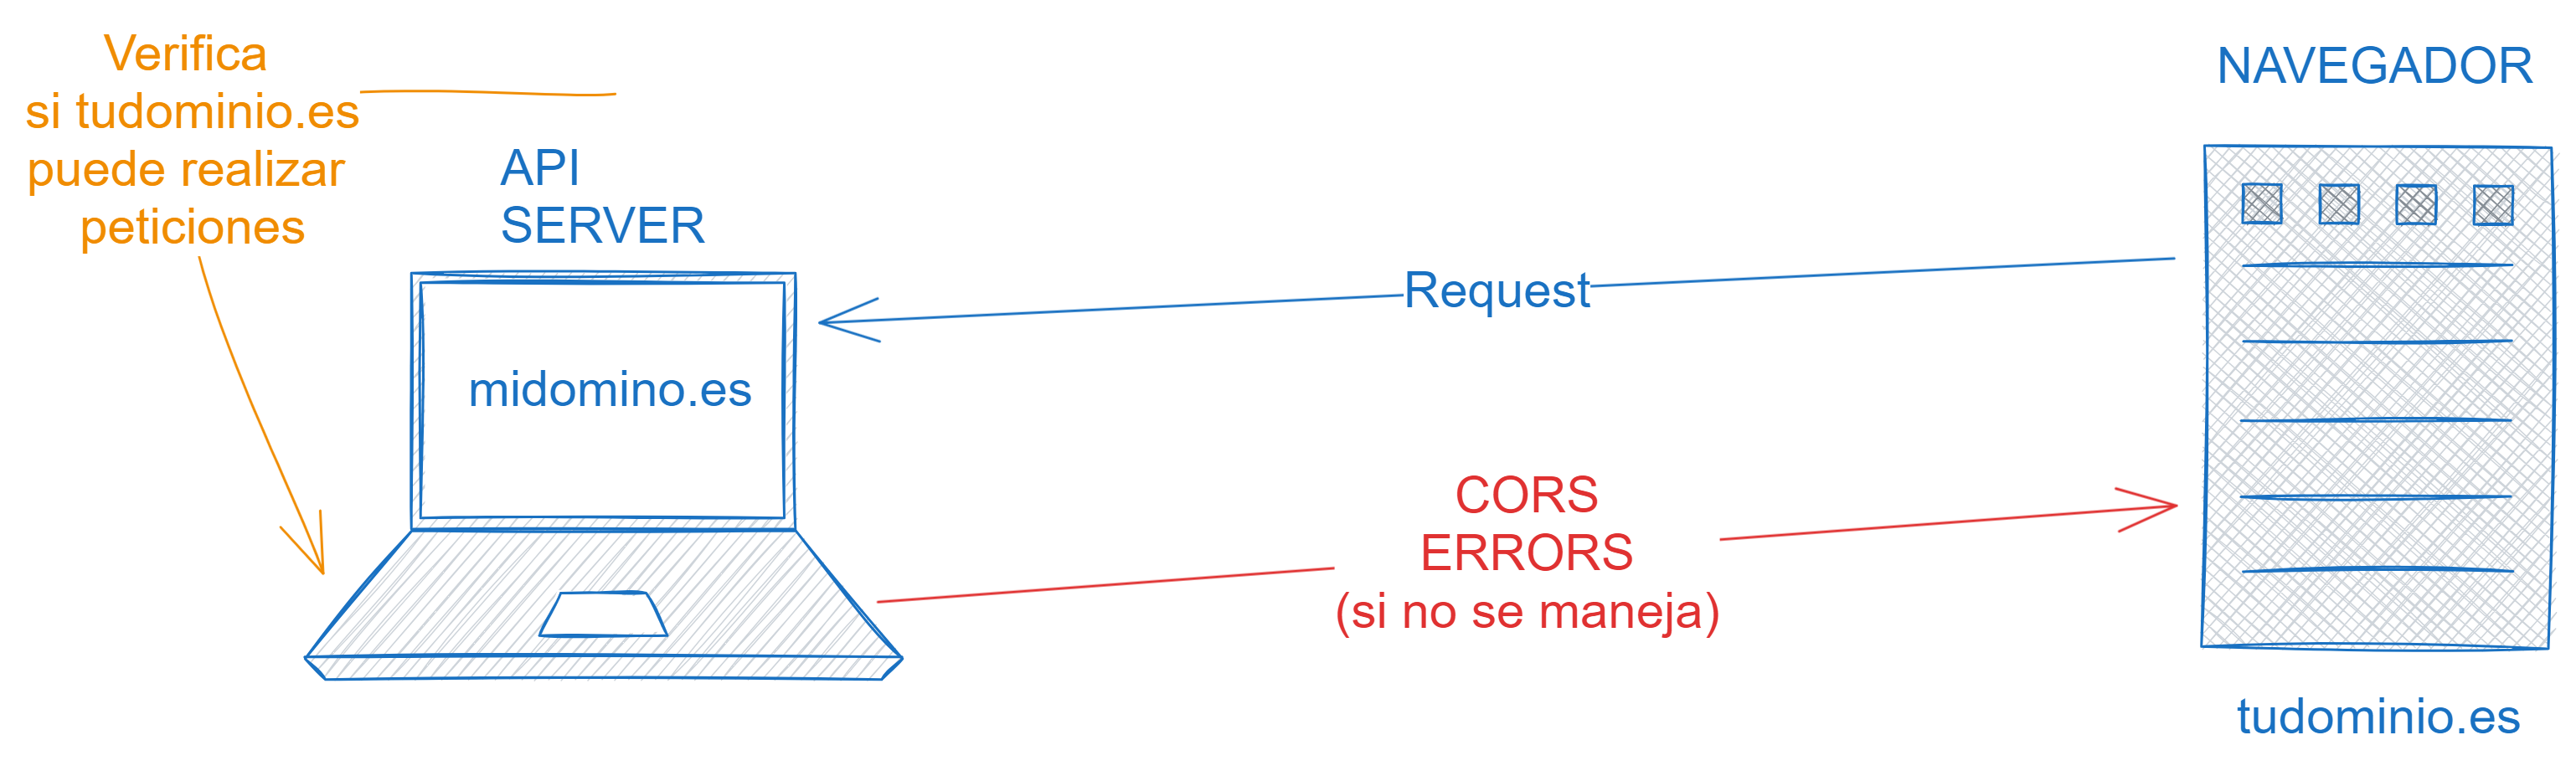 Verifica
si tudominio.es
puede realizar
peticiones
API
SERVER
midomino.es
Request
CORS
ERRORS
(si no se maneja)
NAVEGADOR
tudominio.es